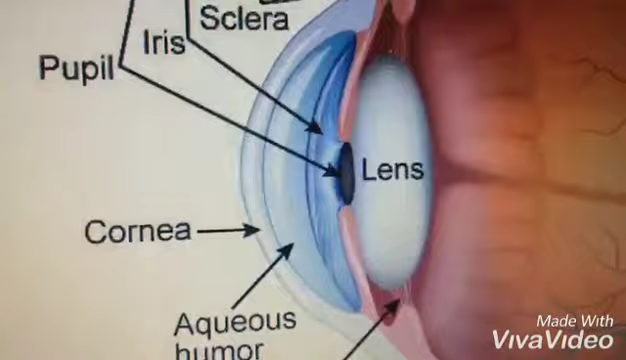 Sclera
Iris
Pupil
Lens
Cornea
Aqueous
humor
Made With
VivaVideo